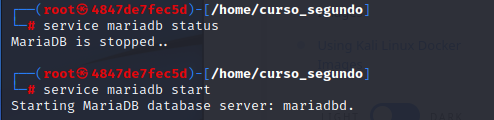 ┌──(root㉿4847de7fec5d)-[/home/curso_segundo]
└─# service mariadb status
MariaDB is stopped..
┌──(root㉿4847de7fec5d)-[/home/curso_segundo]
└─# service mariadb start
Starting MariaDB database server: mariadbd.